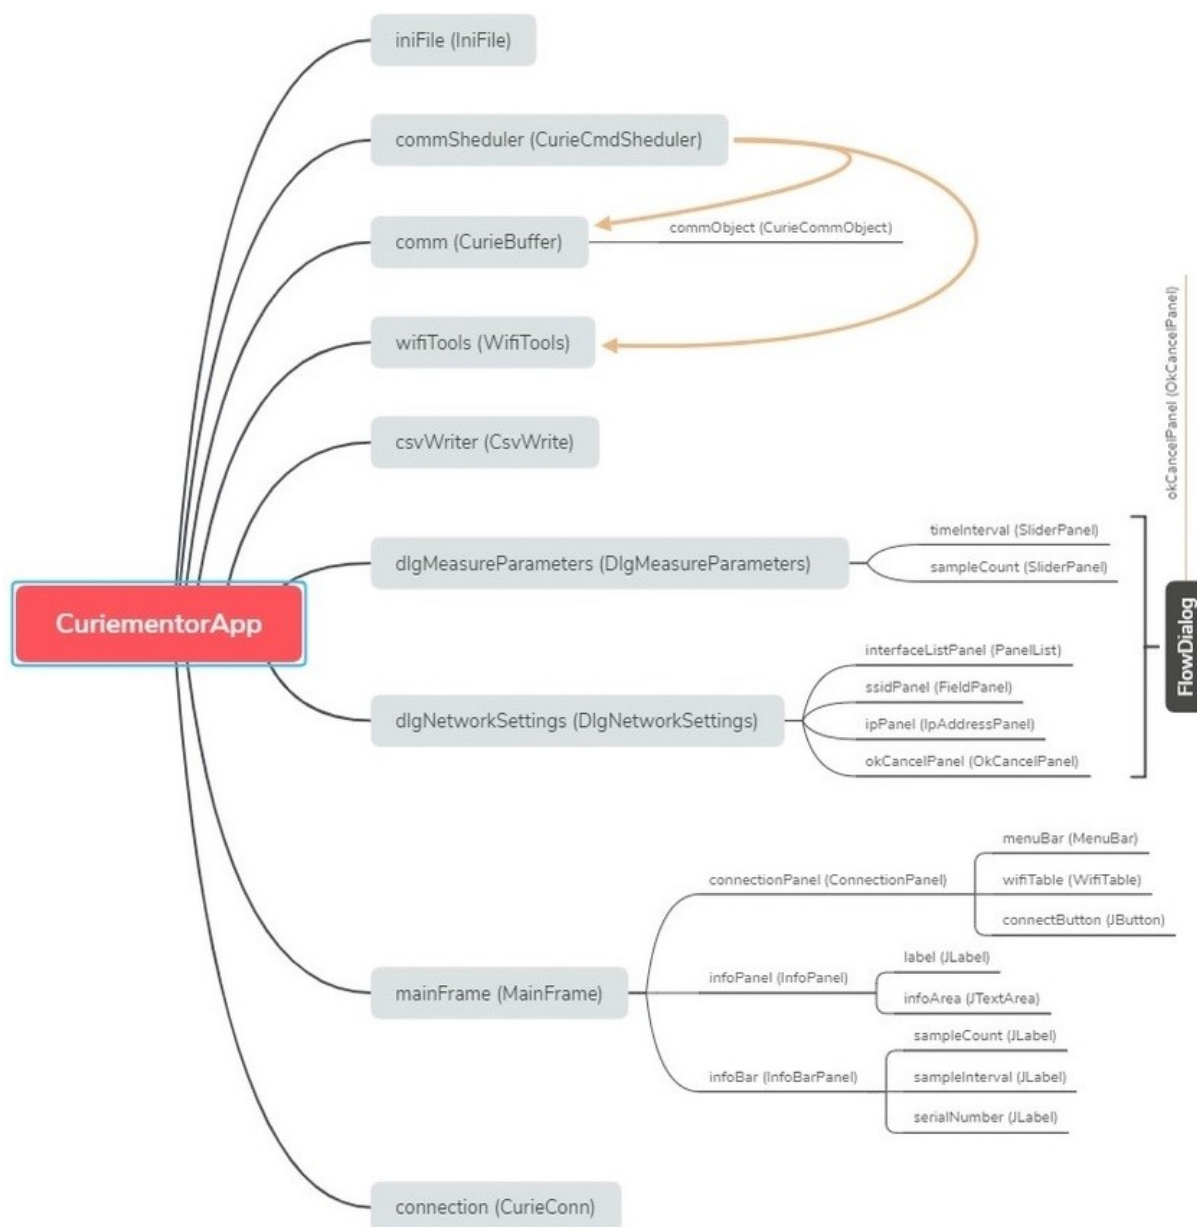 iniFile (IniFile)
commSheduler (CurieCmdSheduler)
comm (CurieBuffer)
commObject (CurieCommObject)
wifiTools (WifiTools)
csvWriter (CsvWrite)
dlgMeasureParameters (DlgMeasureParameters)
timeInterval (SliderPanel)
sampleCount (SliderPanel)
okCancelPanel (OkCancelPanel)
FlowDialog
CuriementorApp
dlgNetworkSettings (DlgNetworkSettings)
interfaceListPanel (PanelList)
ssidPanel (FieldPanel)
ipPanel (IpAddressPanel)
okCancelPanel (OkCancelPanel)
mainFrame (MainFrame)
connectionPanel (ConnectionPanel)
menuBar (MenuBar)
wifiTable (WifiTable)
connectButton (JButton)
infoPanel (InfoPanel)
label (JLabel)
infoArea (JTextArea)
infoBar (InfoBarPanel)
sampleCount (JLabel)
sampleInterval (JLabel)
serialNumber (JLabel)
connection (CurieConn)